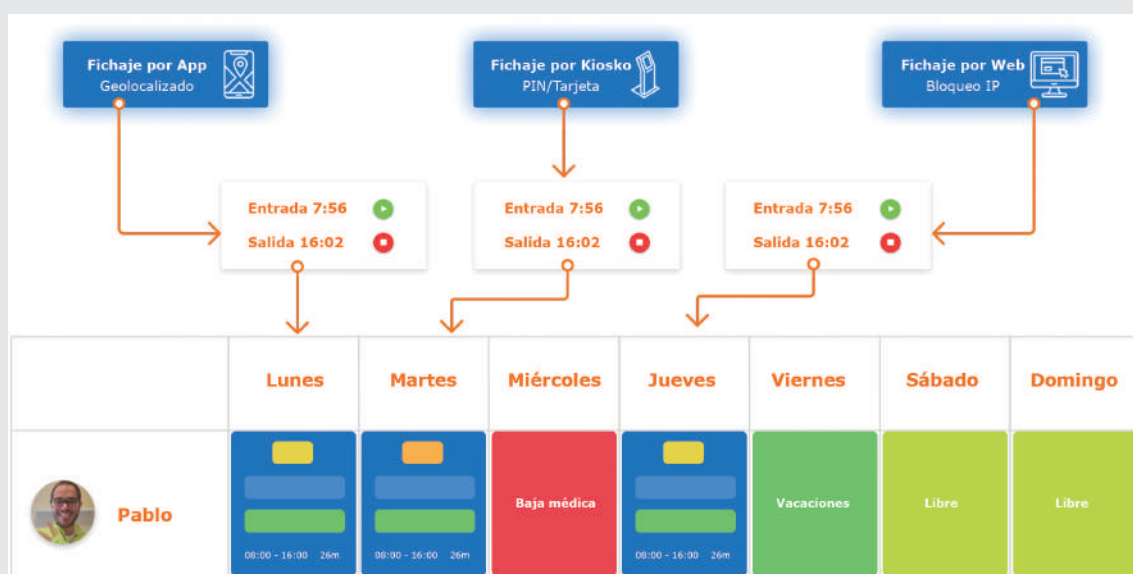 Fichaje por App
Geolocalizado
Fichaje por Kiosko
PIN/Tarjeta
Fichaje por Web
Bloqueo IP
Entrada 7:56
Salida 16:02
Entrada 7:56
Salida 16:02
Entrada 7:56
Salida 16:02
Lunes
Martes
Miércoles
Jueves
Viernes
Sábado
Domingo
Pablo
08:00 - 16:00 26m
08:00 - 16:00 26m
Baja médica
08:00 - 16:00 26m
Vacaciones
Libre
Libre